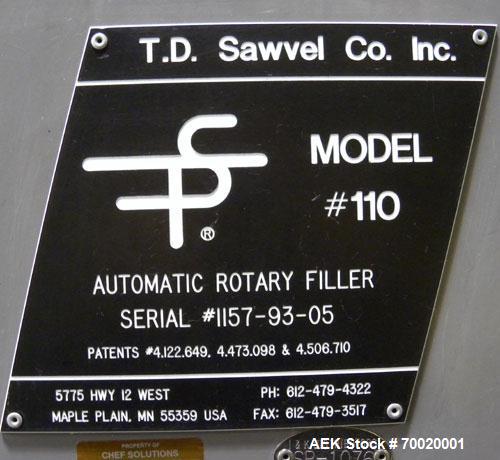 T.D. Sawvel Co. Inc.
®
MODEL
#110
AUTOMATIC ROTARY FILLER
SERIAL #1157-93-05
PATENTS #4.122.649, 4.473.098 & 4.506.710
5775 HWY 12 WEST PH: 612-479-4322
MAPLE PLAIN, MN 55359 USA FAX: 612-479-3517
PROPERTY OF
CHEF SOLUTIONS
AEK Stock # 70020001